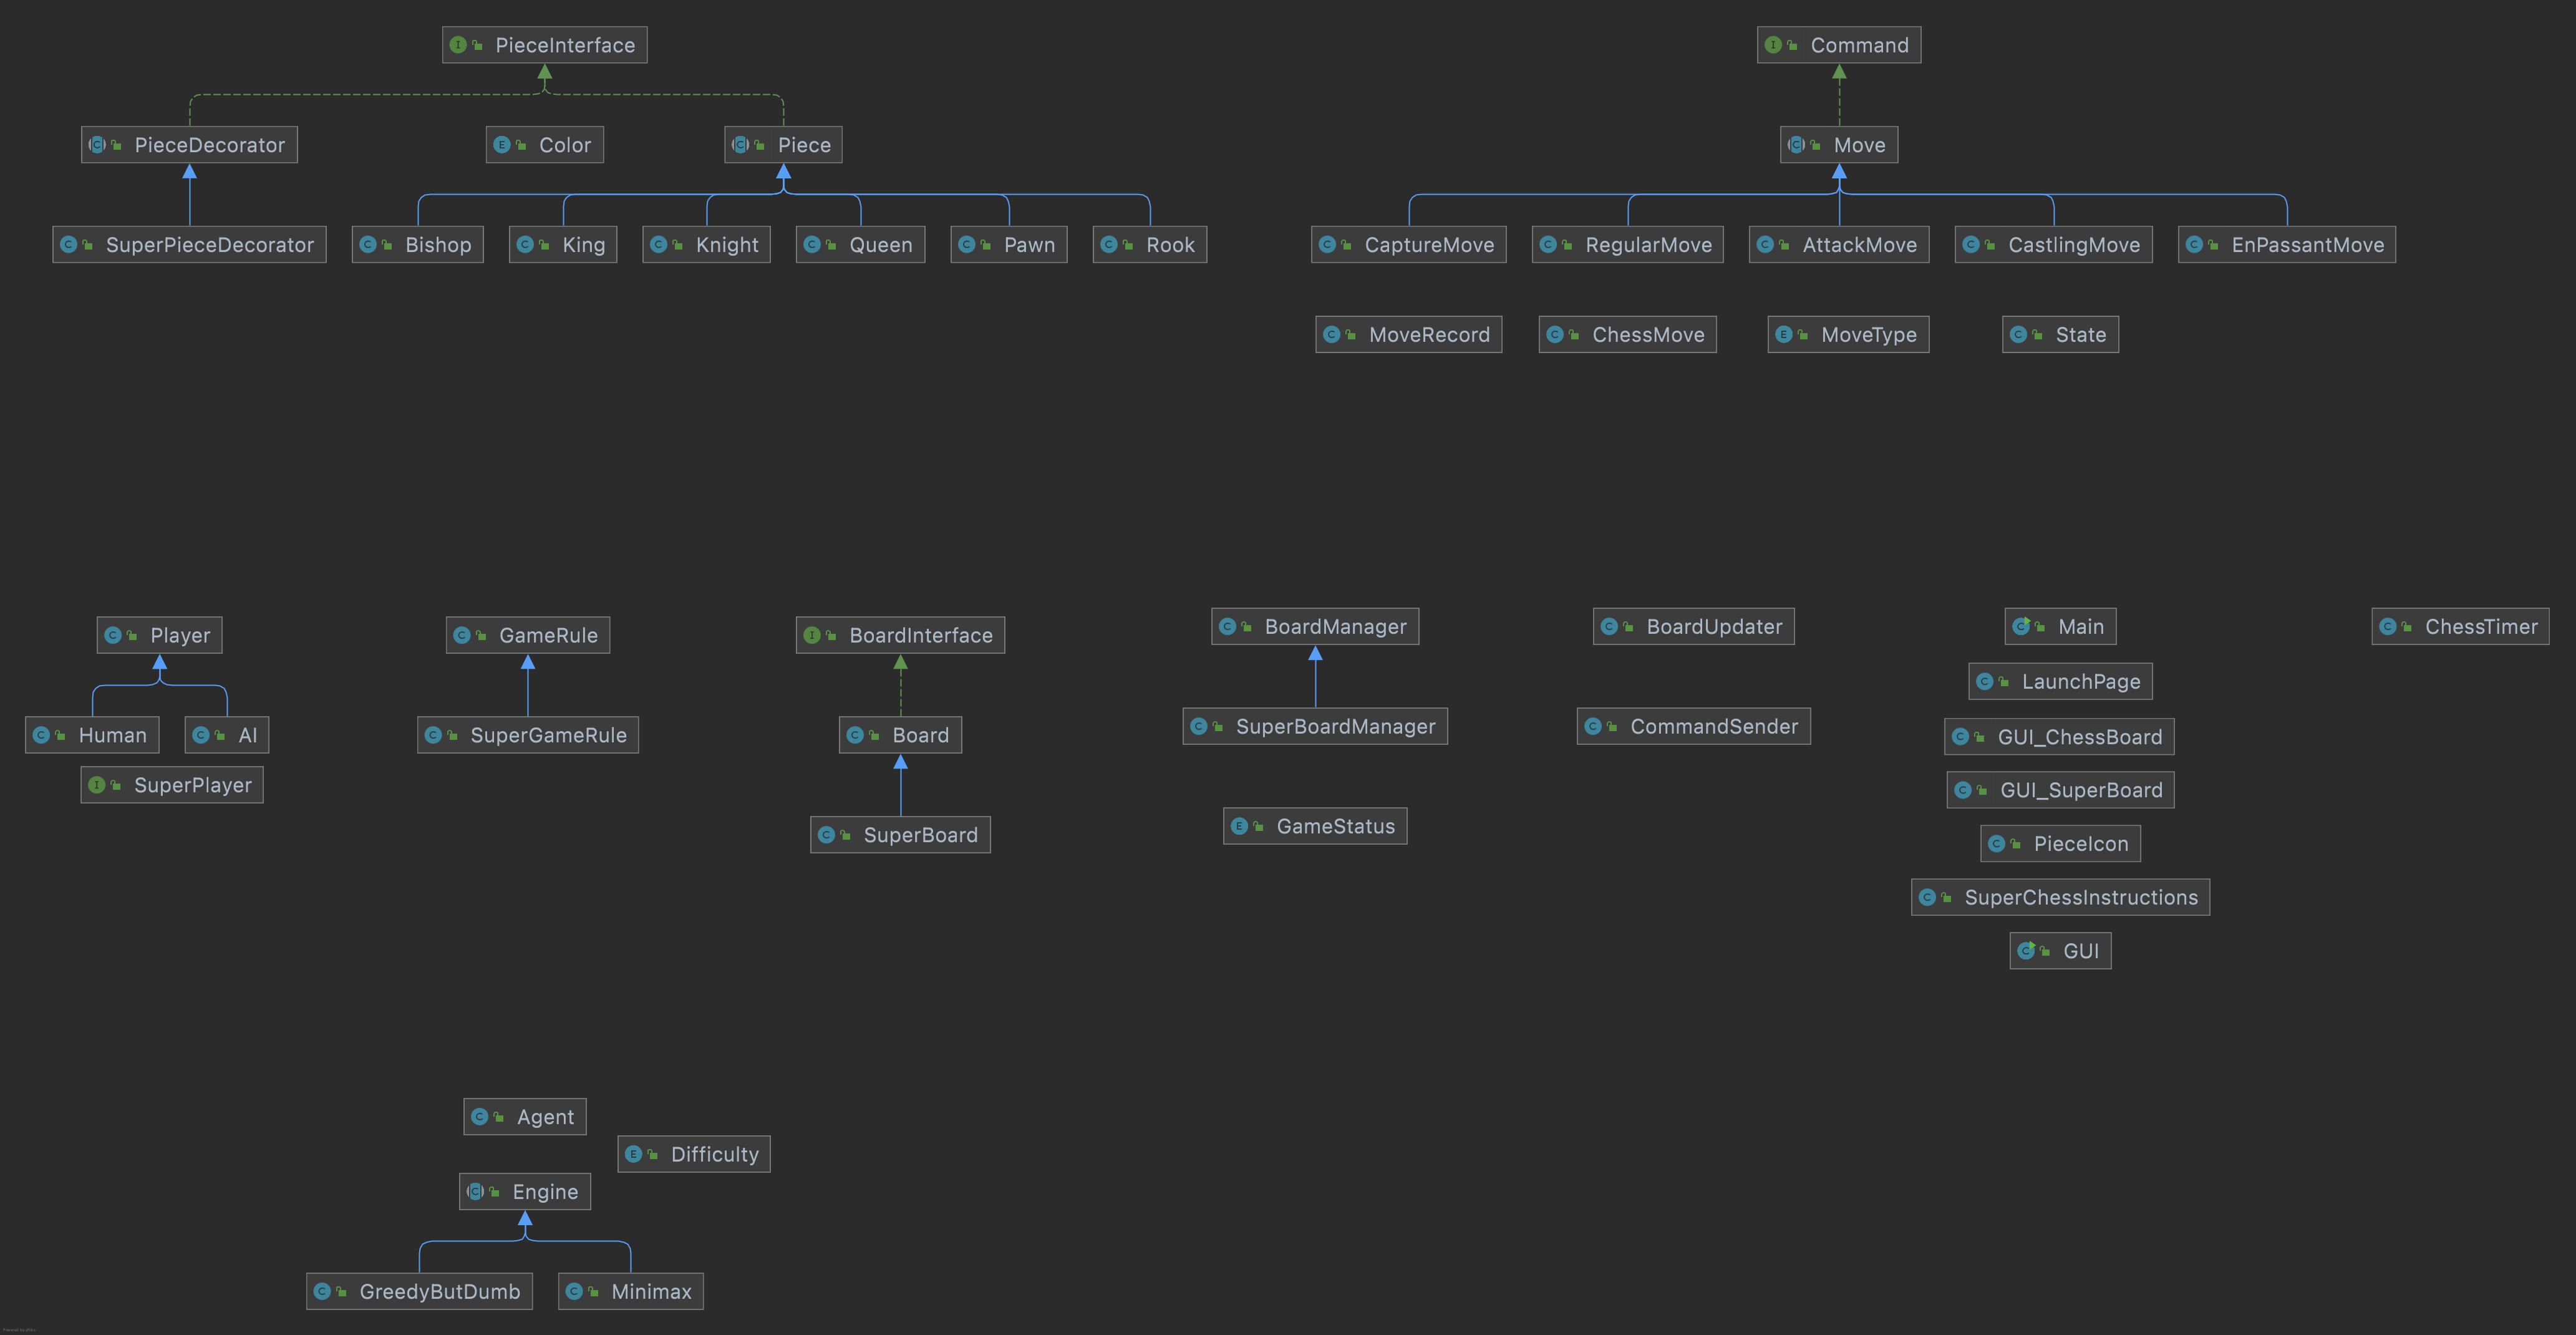 PieceInterface
Command
PieceDecorator
Color
Piece
Move
SuperPieceDecorator
Bishop
King
Knight
Queen
Pawn
Rook
CaptureMove
RegularMove
AttackMove
CastlingMove
EnPassantMove
MoveRecord
ChessMove
MoveType
State
Player
GameRule
BoardInterface
BoardManager
BoardUpdater
Main
ChessTimer
LaunchPage
Human
AI
SuperGameRule
Board
SuperBoardManager
CommandSender
GUI_ChessBoard
SuperPlayer
GUI_SuperBoard
SuperBoard
GameStatus
PieceIcon
SuperChessInstructions
GUI
Agent
Difficulty
Engine
GreedyButDumb
Minimax